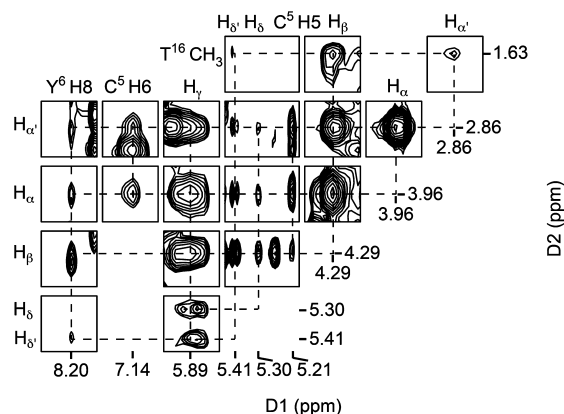 Hδ' Hδ C⁵ H5 Hβ Hα'
T¹⁶ CH₃ 1.63
Y⁶ H8 C⁵ H6 Hγ Hα
Hα' 2.86
2.86
Hα 3.96
3.96
Hβ 4.29
4.29
Hδ 5.30
Hδ' 5.41
8.20 7.14 5.89 5.41 5.30 5.21
D1 (ppm)
D2 (ppm)